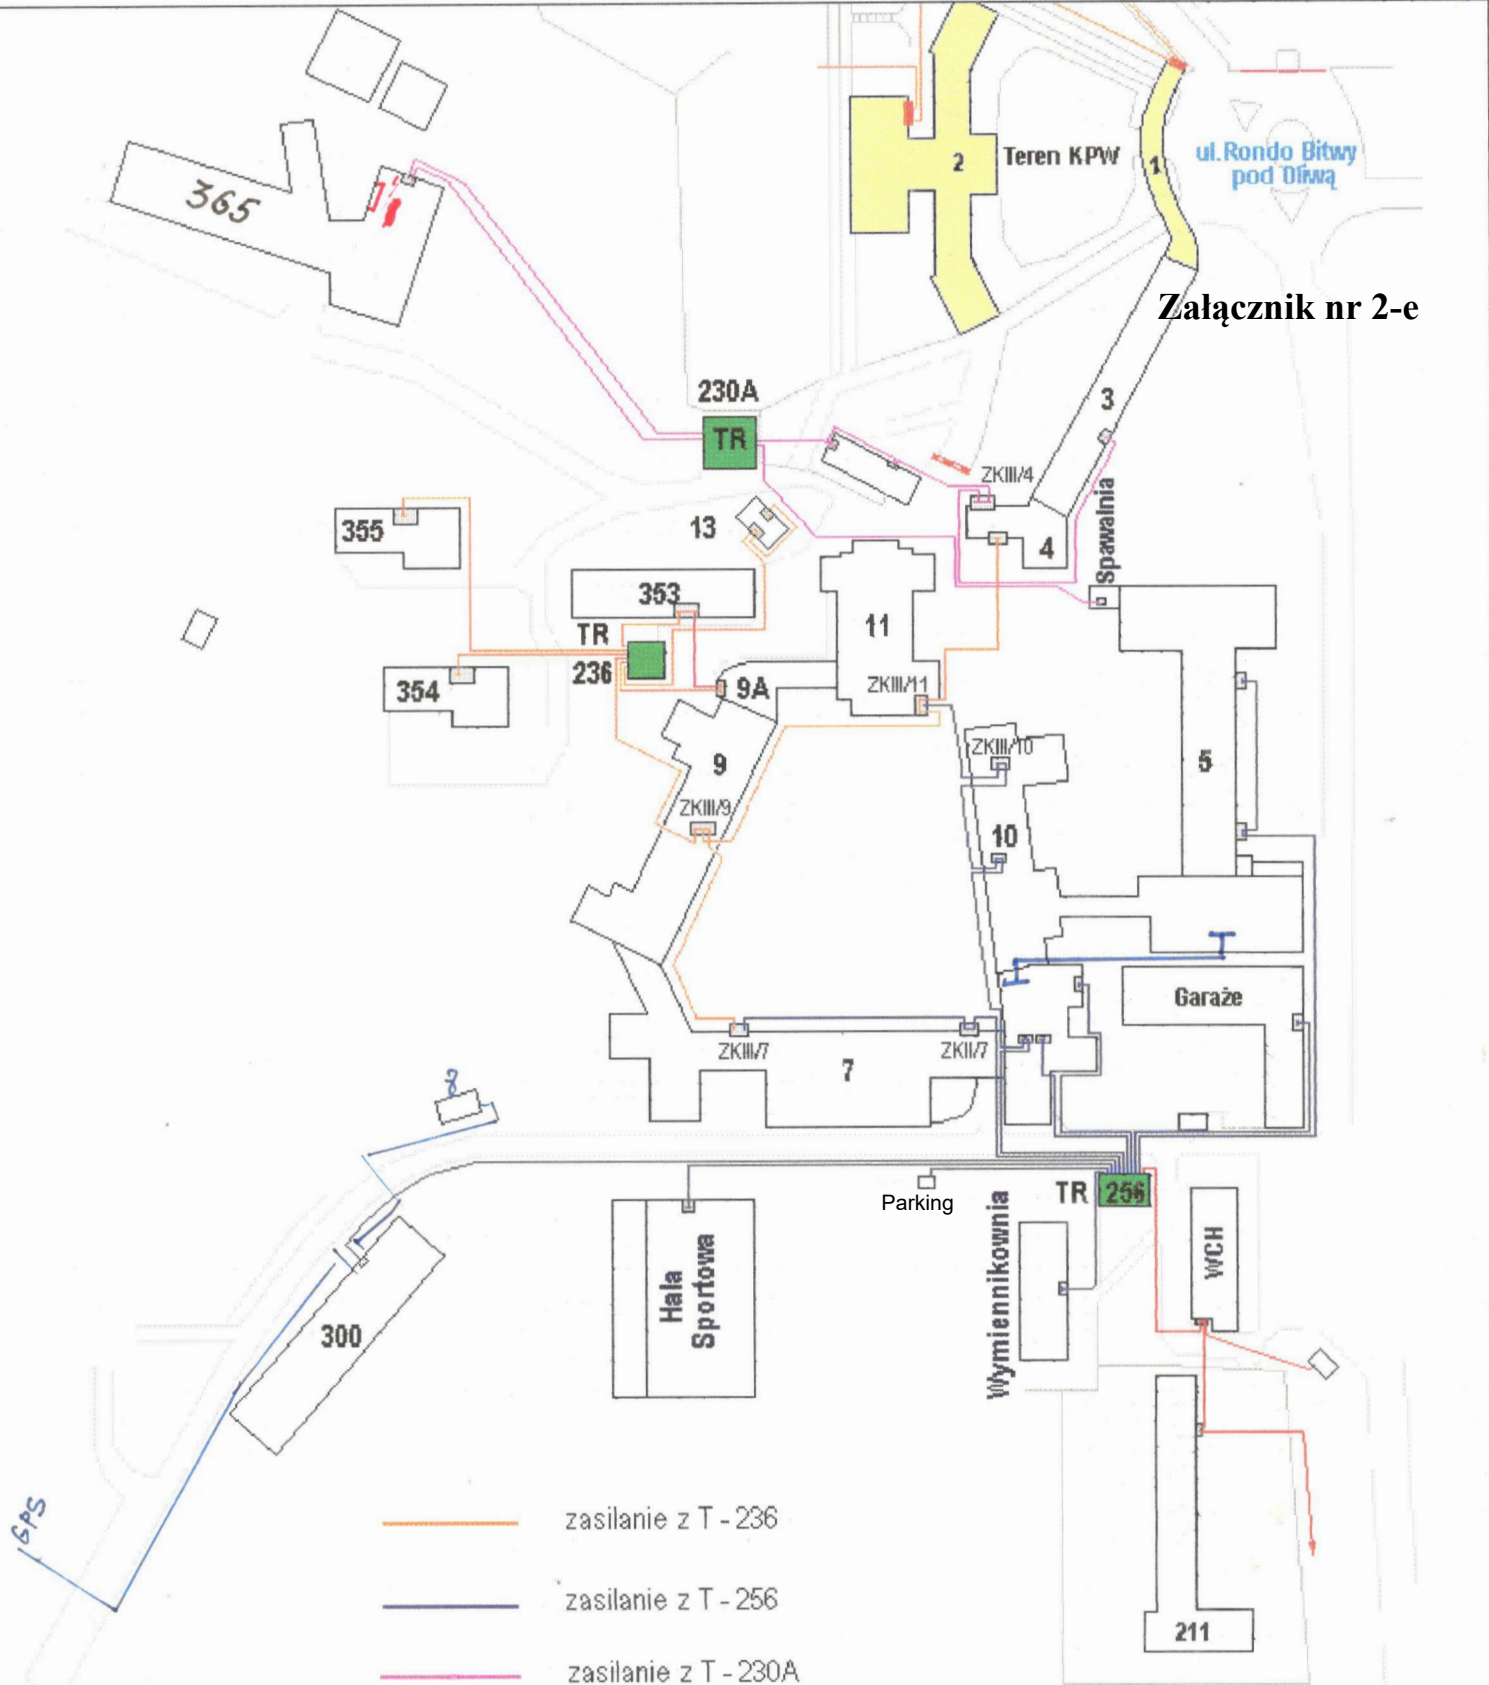 2
Teren KPW
1
ul.Rondo Bitwy
pod Oliwą
365
Załącznik nr 2-e
230A
TR
3
ZKIII/4
355
13
4
Spawalnia
353
11
TR
236
354
9A
ZKIII/11
9
ZKIII/10
5
ZKIII/9
10
Garaże
ZKIII/7
ZKII/7
7
8
TR
256
Parking
Wymiennikownia
WCH
Hala
Sportowa
300
GPS
zasilanie z T - 236
zasilanie z T - 256
211
zasilanie z T - 230A